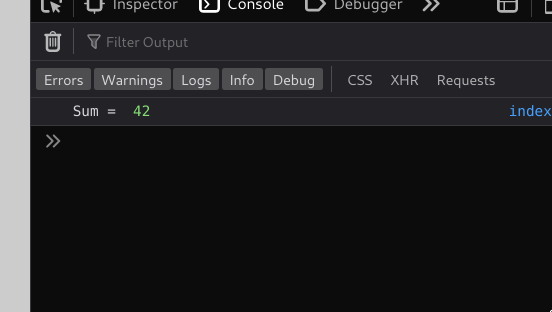 Inspector Console Debugger
Filter Output
Errors Warnings Logs Info Debug CSS XHR Requests
Sum = 42 index